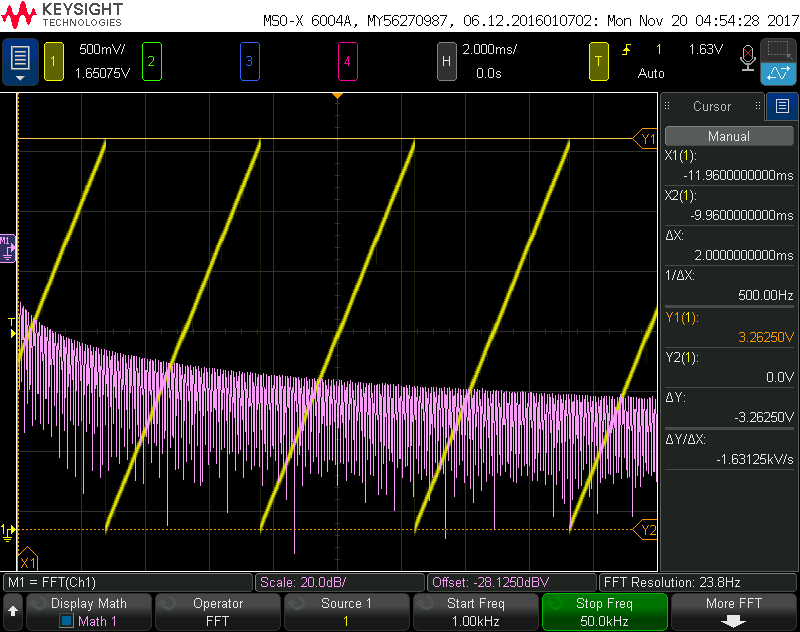 KEYSIGHT
TECHNOLOGIES
MSO-X 6004A, MY56270987, 06.12.2016010702: Mon Nov 20 04:54:28 2017
1 500mV/ 2 3 4 H 2.000ms/ T 1 1.63V
1.65075V 0.0s Auto
Cursor
Manual
X1(1):
-11.9600000000ms
X2(1):
-9.9600000000ms
ΔX:
2.0000000000ms
1/ΔX:
500.00Hz
Y1(1):
3.26250V
Y2(1):
0.0V
ΔY:
-3.26250V
ΔY/ΔX:
-1.63125kV/s
Y1
M1
T
1
Y2
X1
M1 = FFT(Ch1) Scale: 20.0dB/ Offset: -28.1250dBV FFT Resolution: 23.8Hz
Display Math Operator Source 1 Start Freq Stop Freq More FFT
Math 1 FFT 1 1.00kHz 50.0kHz